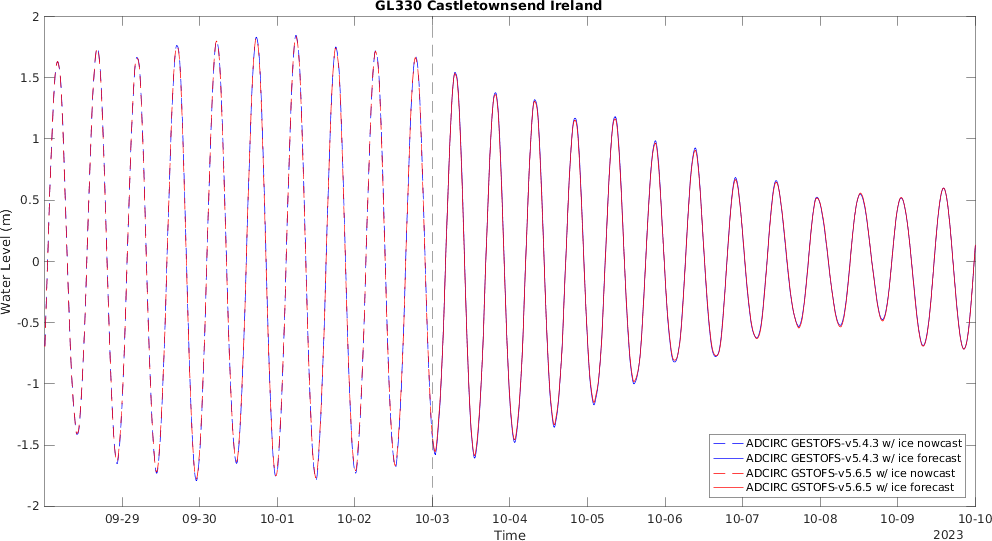 GL330 Castletownsend Ireland
2
1.5
1
0.5
0
-0.5
-1
-1.5
-2
Water Level (m)
09-29 09-30 10-01 10-02 10-03 10-04 10-05 10-06 10-07 10-08 10-09 10-10
Time
2023
ADCIRC GESTOFS-v5.4.3 w/ ice nowcast
ADCIRC GESTOFS-v5.4.3 w/ ice forecast
ADCIRC GSTOFS-v5.6.5 w/ ice nowcast
ADCIRC GSTOFS-v5.6.5 w/ ice forecast